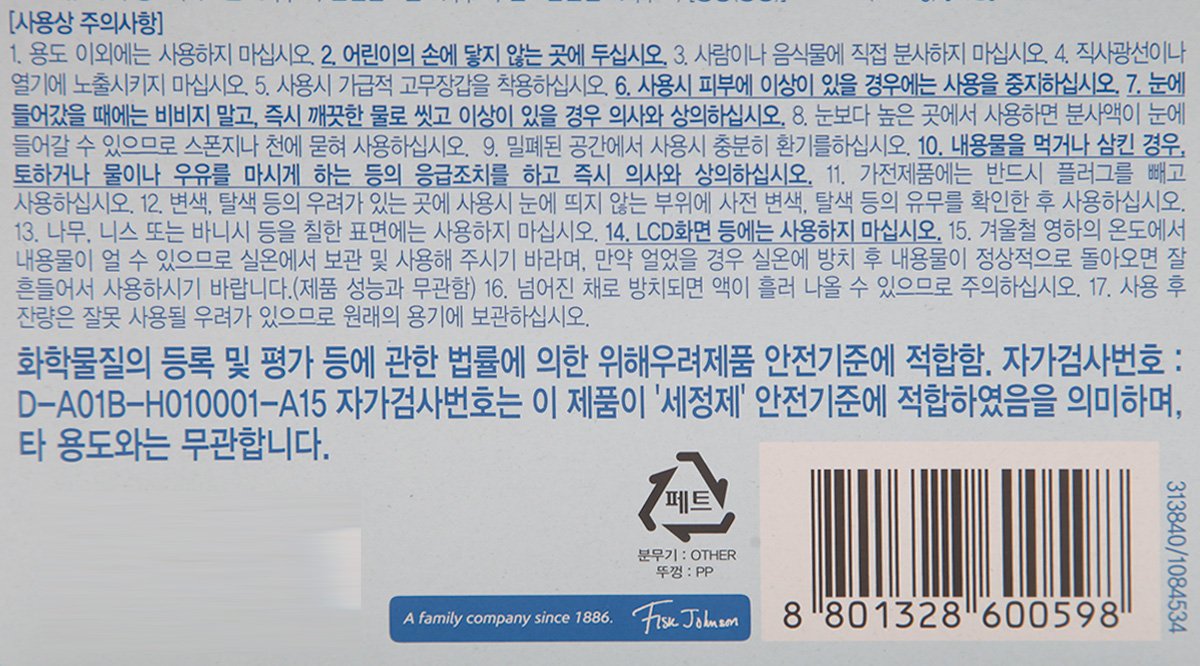 [사용상 주의사항]
1. 용도 이외에는 사용하지 마십시오. 2. 어린이의 손에 닿지 않는 곳에 두십시오. 3. 사람이나 음식물에 직접 분사하지 마십시오. 4. 직사광선이나
열기에 노출시키지 마십시오. 5. 사용시 가급적 고무장갑을 착용하십시오. 6. 사용시 피부에 이상이 있을 경우에는 사용을 중지하십시오. 7. 눈에
들어갔을 때에는 비비지 말고, 즉시 깨끗한 물로 씻고 이상이 있을 경우 의사와 상의하십시오. 8. 눈보다 높은 곳에서 사용하면 분사액이 눈에
들어갈 수 있으므로 스폰지나 천에 묻혀 사용하십시오. 9. 밀폐된 공간에서 사용시 충분히 환기를하십시오. 10. 내용물을 먹거나 삼킨 경우,
토하거나 물이나 우유를 마시게 하는 등의 응급조치를 하고 즉시 의사와 상의하십시오. 11. 가전제품에는 반드시 플러그를 빼고
사용하십시오. 12. 변색, 탈색 등의 우려가 있는 곳에 사용시 눈에 띄지 않는 부위에 사전 변색, 탈색 등의 유무를 확인한 후 사용하십시오.
13. 나무, 니스 또는 바니시 등을 칠한 표면에는 사용하지 마십시오. 14. LCD화면 등에는 사용하지 마십시오. 15. 겨울철 영하의 온도에서
내용물이 얼 수 있으므로 실온에서 보관 및 사용해 주시기 바라며, 만약 얼었을 경우 실온에 방치 후 내용물이 정상적으로 돌아오면 잘
흔들어서 사용하시기 바랍니다.(제품 성능과 무관함) 16. 넘어진 채로 방치되면 액이 흘러 나올 수 있으므로 주의하십시오. 17. 사용 후
잔량은 잘못 사용될 우려가 있으므로 원래의 용기에 보관하십시오.
화학물질의 등록 및 평가 등에 관한 법률에 의한 위해우려제품 안전기준에 적합함. 자가검사번호 :
D-A01B-H010001-A15 자가검사번호는 이 제품이 '세정제' 안전기준에 적합하였음을 의미하며,
타 용도와는 무관합니다.
페트
분무기 : OTHER
뚜껑 : PP
A family company since 1886. Fisk Johnson
8 801328 600598
313840/1084534